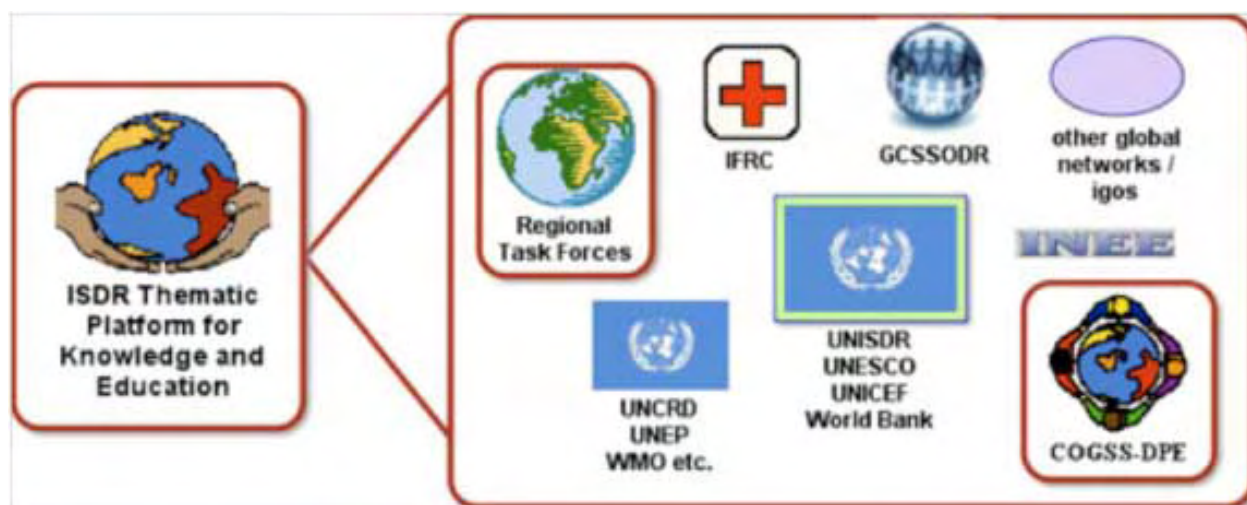 ISDR Thematic
Platform for
Knowledge and
Education
Regional
Task Forces
IFRC
GCSSODR
other global
networks /
igos
INEE
UNCRD
UNEP
WMO etc.
UNISDR
UNESCO
UNICEF
World Bank
COGSS-DPE